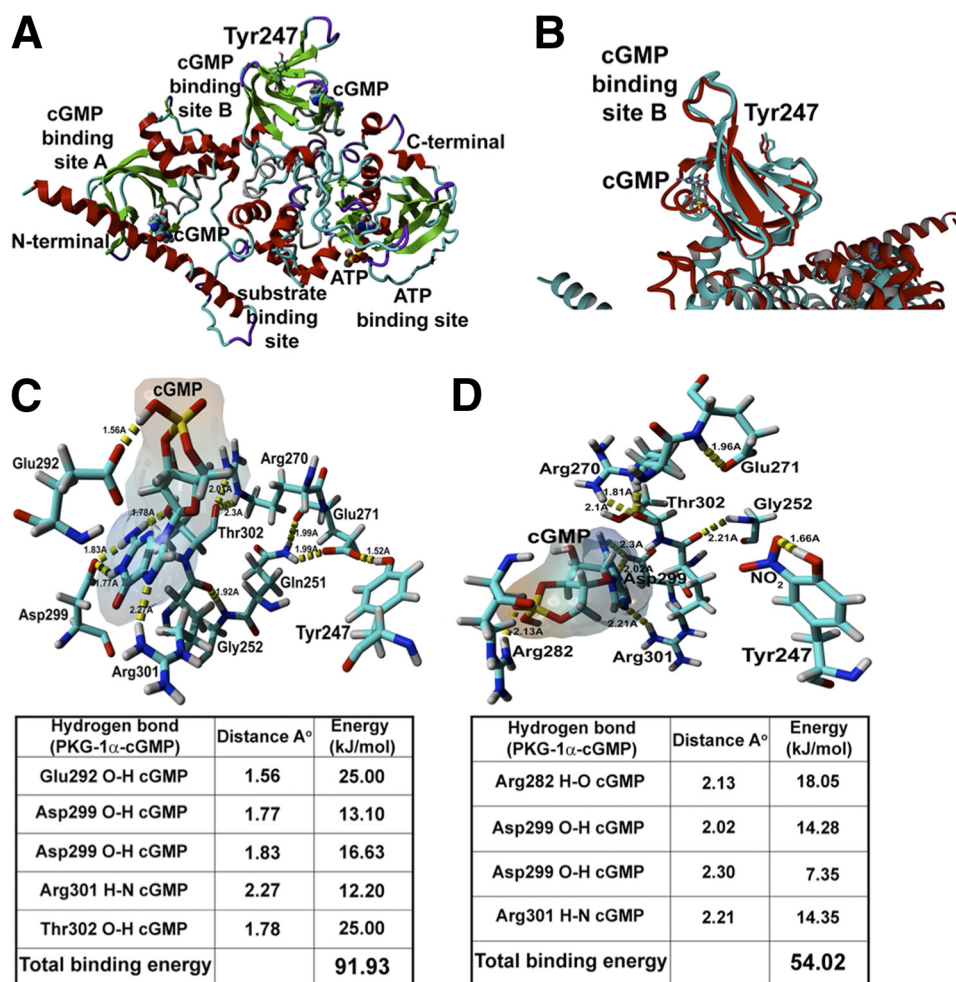 A
Tyr247
cGMP
binding
site B
cGMP
cGMP
binding
site A
C-terminal
N-terminal
cGMP
substrate
binding
site
ATP
ATP
binding site
B
cGMP
binding
site B
Tyr247
cGMP
C
cGMP
1.56A
Glu292
Arg270
2.01A
2.3A
1.78A
Thr302
Glu271
1.99A
1.99A
1.52A
1.83A
1.77A
Gln251
1.92A
2.27A
Asp299
Tyr247
Gly252
Arg301
D
1.96A
Glu271
Arg270
1.81A
2.1A
Thr302
Gly252
2.21A
cGMP
2.3A
2.02A
Asp299
1.66A
NO2
2.13A
2.21A
Arg282
Arg301
Tyr247
Hydrogen bond Distance Aº Energy
(PKG-1α-cGMP) (kJ/mol)
Glu292 O-H cGMP 1.56 25.00
Asp299 O-H cGMP 1.77 13.10
Asp299 O-H cGMP 1.83 16.63
Arg301 H-N cGMP 2.27 12.20
Thr302 O-H cGMP 1.78 25.00
Total binding energy 91.93
Hydrogen bond Distance Aº Energy
(PKG-1α-cGMP) (kJ/mol)
Arg282 H-O cGMP 2.13 18.05
Asp299 O-H cGMP 2.02 14.28
Asp299 O-H cGMP 2.30 7.35
Arg301 H-N cGMP 2.21 14.35
Total binding energy 54.02